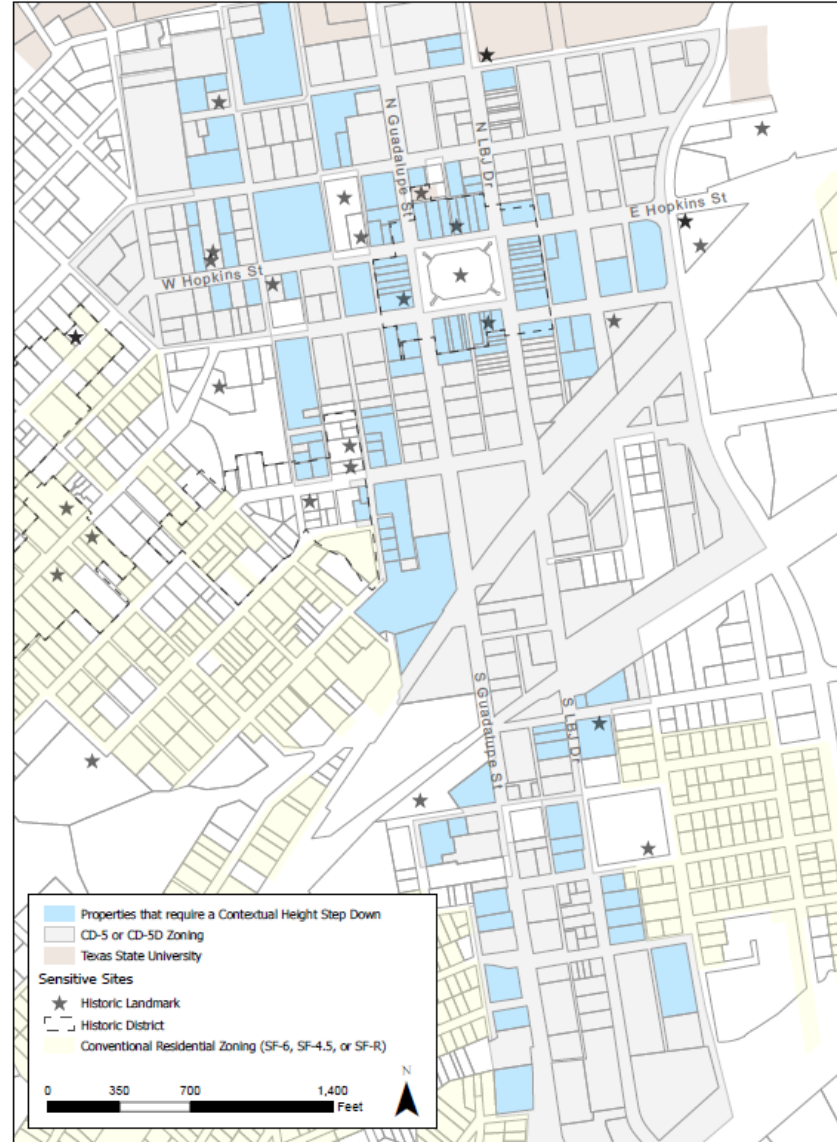 N Guadalupe St
N LBJ Dr
E Hopkins St
W Hopkins St
S Guadalupe St
S LBJ Dr
Properties that require a Contextual Height Step Down
CD-5 or CD-5D Zoning
Texas State University
Sensitive Sites
Historic Landmark
Historic District
Conventional Residential Zoning (SF-6, SF-4.5, or SF-R)
N
0 350 700 1,400
Feet